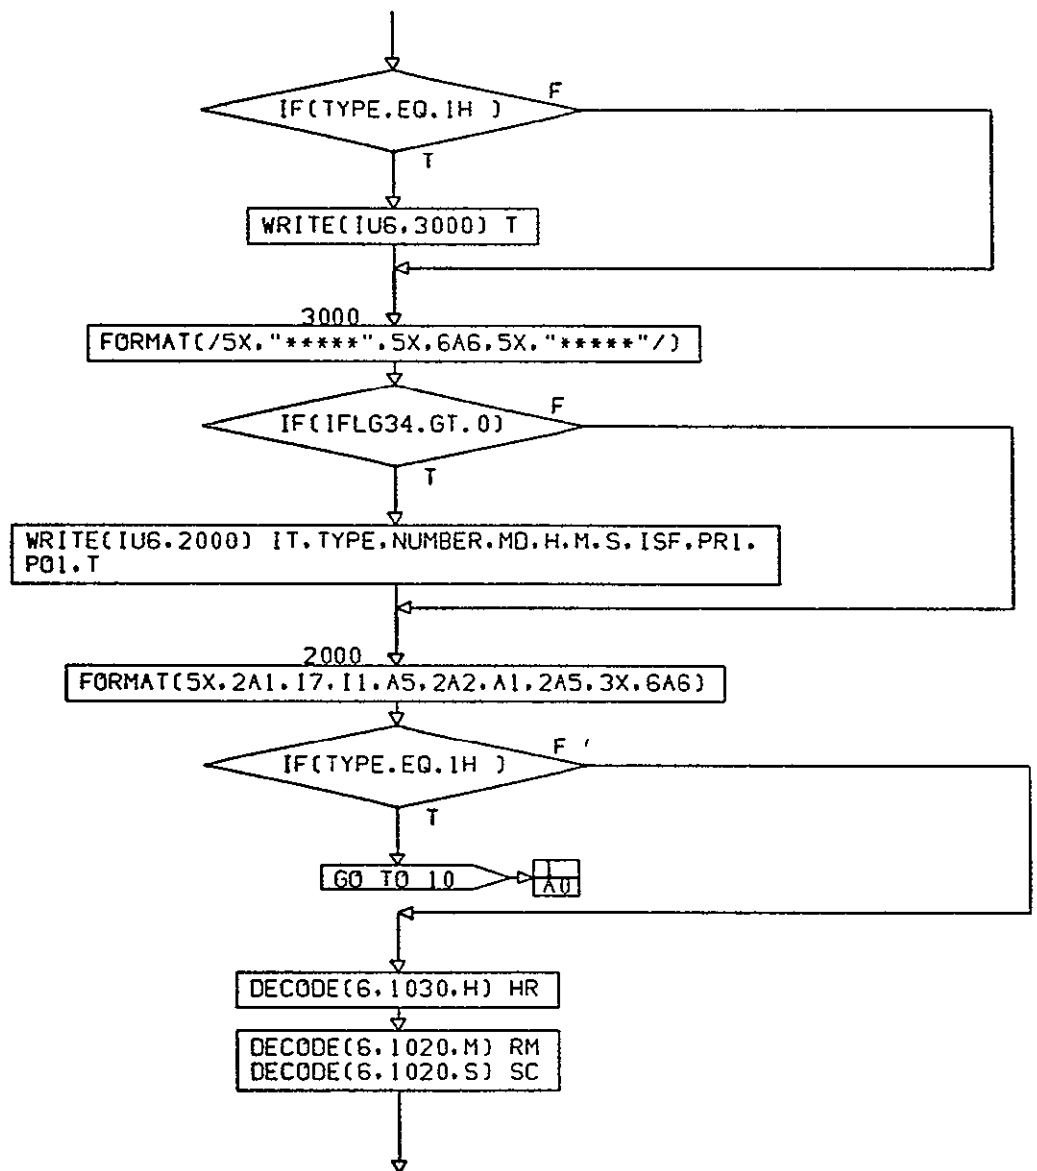 IF(TYPE.EQ.1H )
F
T
WRITE(IU6,3000) T
3000
FORMAT(/5X,"*****",5X,6A6,5X,"*****"/)
IF(IFLG34.GT.0)
F
T
WRITE(IU6,2000) IT,TYPE,NUMBER,MD,H,M,S,ISF,PR1,
PO1,T
2000
FORMAT(5X,2A1,I7,I1,A5,2A2,A1,2A5,3X,6A6)
IF(TYPE.EQ.1H )
F
T
GO TO 10
1
A0
DECODE(6,1030,H) HR
DECODE(6,1020,M) RM
DECODE(6,1020,S) SC